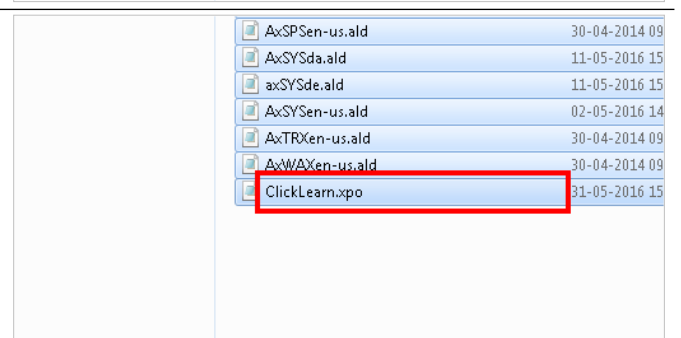 AxSPSen-us.ald 30-04-2014 09
AxSYSda.ald 11-05-2016 15
axSYSde.ald 11-05-2016 15
AxSYSen-us.ald 02-05-2016 14
AxTRXen-us.ald 30-04-2014 09
AxWAXen-us.ald 30-04-2014 09
ClickLearn.xpo 31-05-2016 15